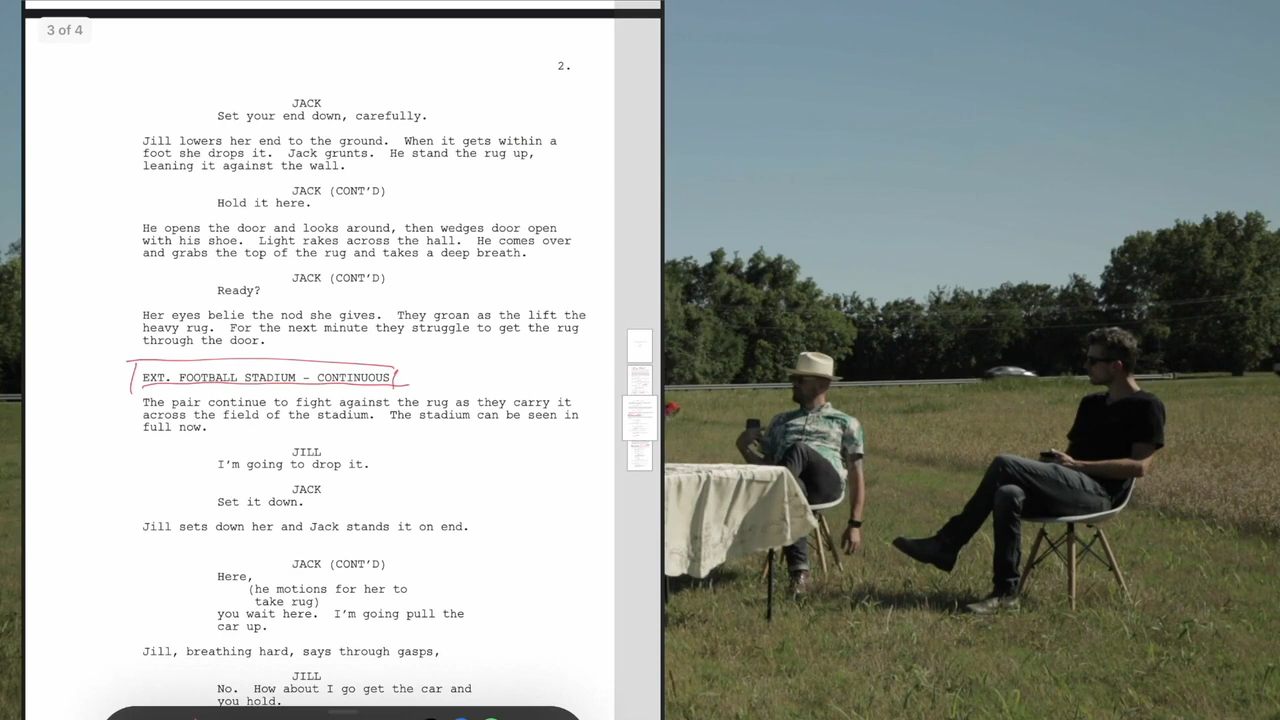 3 of 4
2.
JACK
Set your end down, carefully.
Jill lowers her end to the ground.  When it gets within a
foot she drops it.  Jack grunts.  He stand the rug up,
leaning it against the wall.
JACK (CONT'D)
Hold it here.
He opens the door and looks around, then wedges door open
with his shoe.  Light rakes across the hall.  He comes over
and grabs the top of the rug and takes a deep breath.
JACK (CONT'D)
Ready?
Her eyes belie the nod she gives.  They groan as the lift the
heavy rug.  For the next minute they struggle to get the rug
through the door.
EXT. FOOTBALL STADIUM - CONTINUOUS
The pair continue to fight against the rug as they carry it
across the field of the stadium.  The stadium can be seen in
full now.
JILL
I'm going to drop it.
JACK
Set it down.
Jill sets down her and Jack stands it on end.
JACK (CONT'D)
Here,
(he motions for her to
take rug)
you wait here.  I'm going pull the
car up.
Jill, breathing hard, says through gasps,
JILL
No.  How about I go get the car and
you hold.